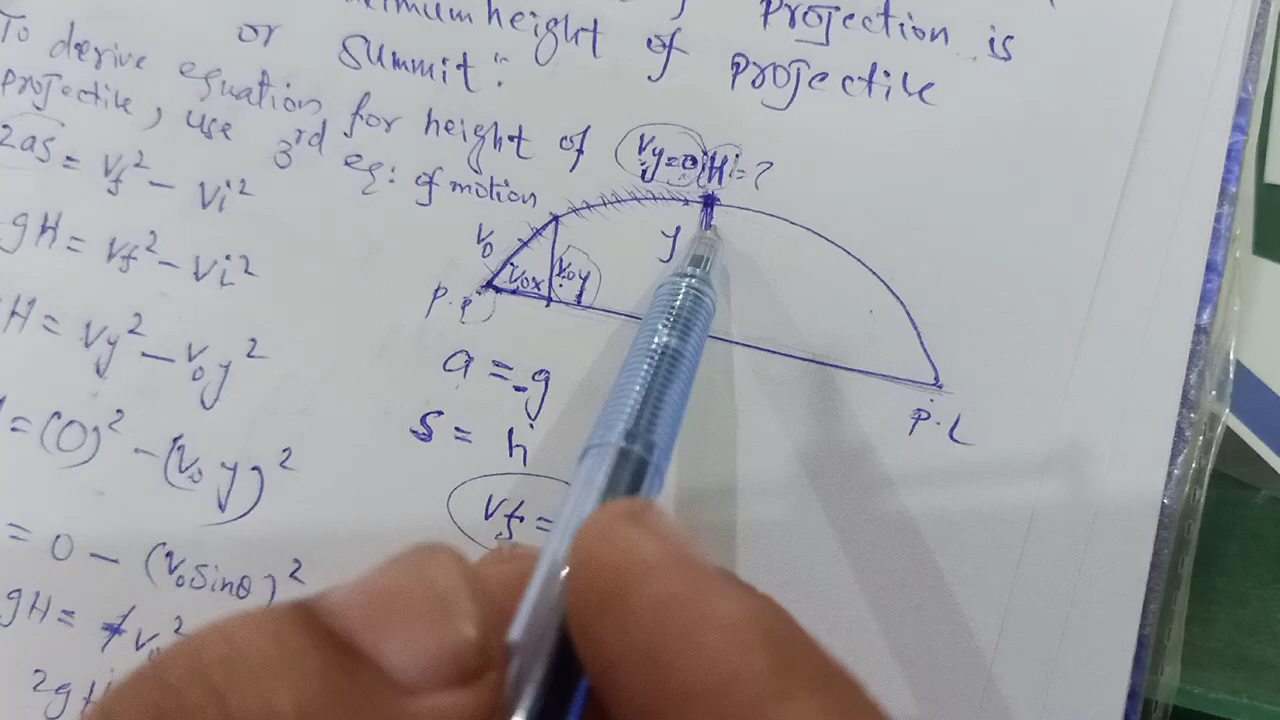 Projection is
height of Projectile
or Summit":
To derive equation for height of
Projectile, use 3rd eq: of motion
2as = vf² - vi²
gH = vf² - vi²
H = vy² - v₀y²
= (0)² - (v₀y)²
= 0 - (v₀sinθ)²
gH =
vy=0
H=?
v₀
v₀x
v₀y
y
P.P
P.L
a = -g
s = h
vf =